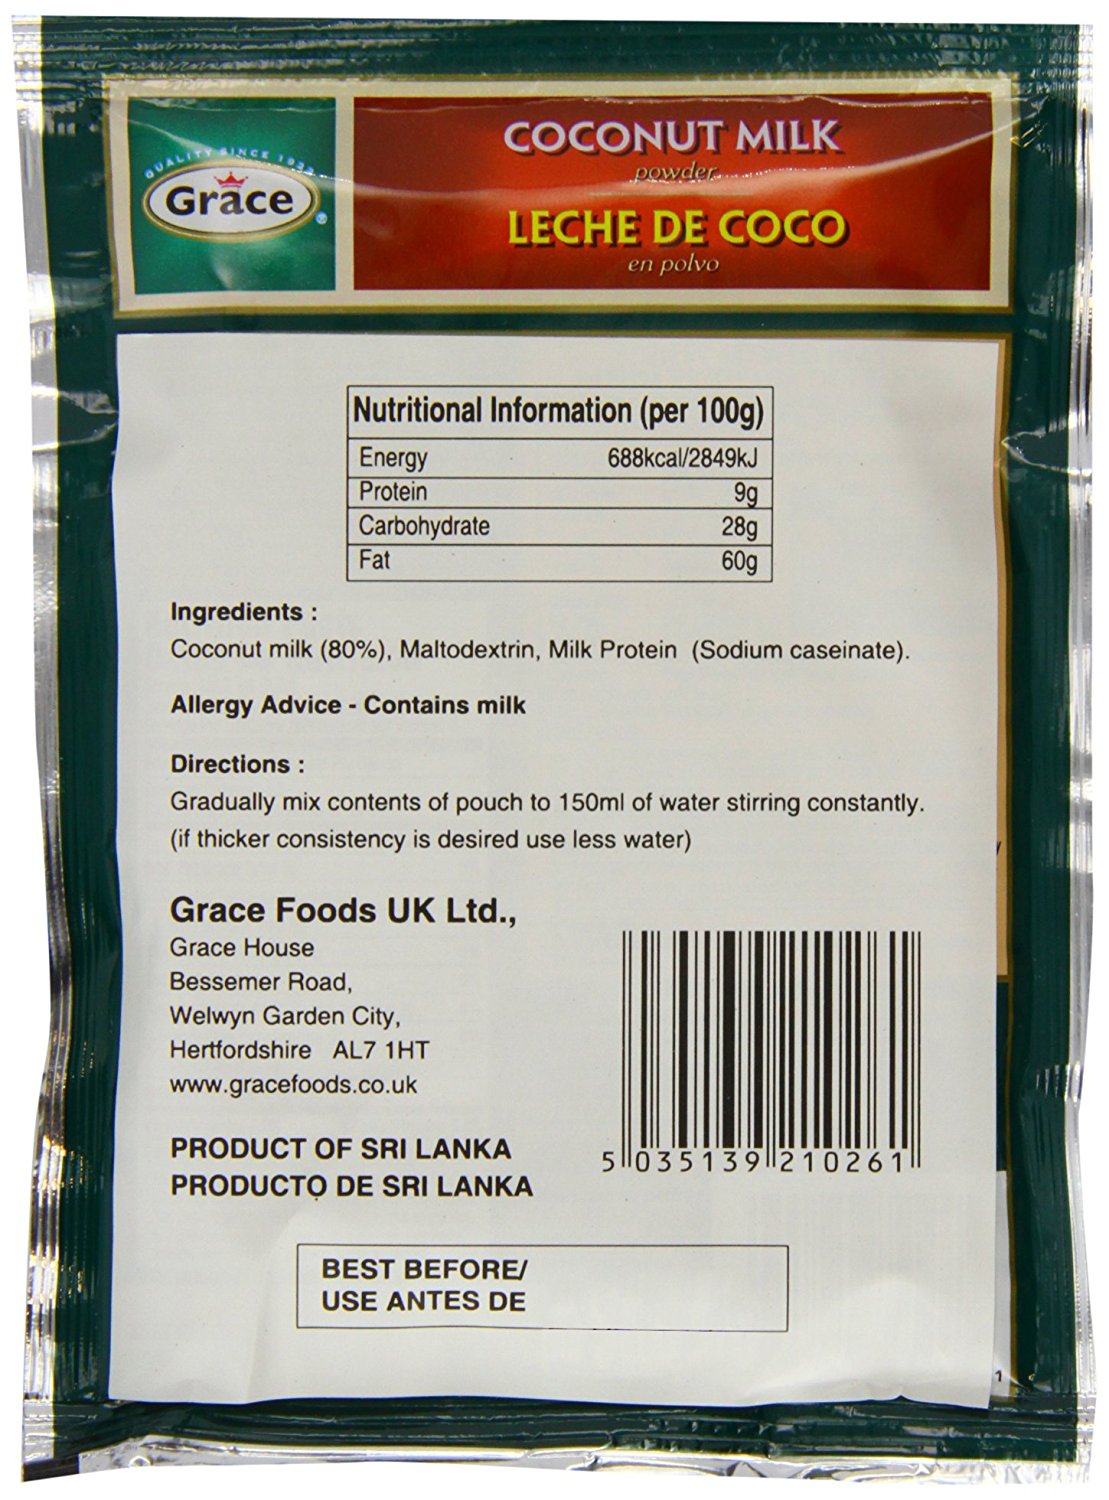 QUALITY SINCE 1922
Grace
COCONUT MILK
powder
LECHE DE COCO
en polvo
Nutritional Information (per 100g)
Energy 688kcal/2849kJ
Protein 9g
Carbohydrate 28g
Fat 60g
Ingredients :
Coconut milk (80%), Maltodextrin, Milk Protein (Sodium caseinate).
Allergy Advice - Contains milk
Directions :
Gradually mix contents of pouch to 150ml of water stirring constantly.
(if thicker consistency is desired use less water)
Grace Foods UK Ltd.,
Grace House
Bessemer Road,
Welwyn Garden City,
Hertfordshire AL7 1HT
www.gracefoods.co.uk
PRODUCT OF SRI LANKA
PRODUCTO DE SRI LANKA
5 035139 210261
BEST BEFORE/
USE ANTES DE
1